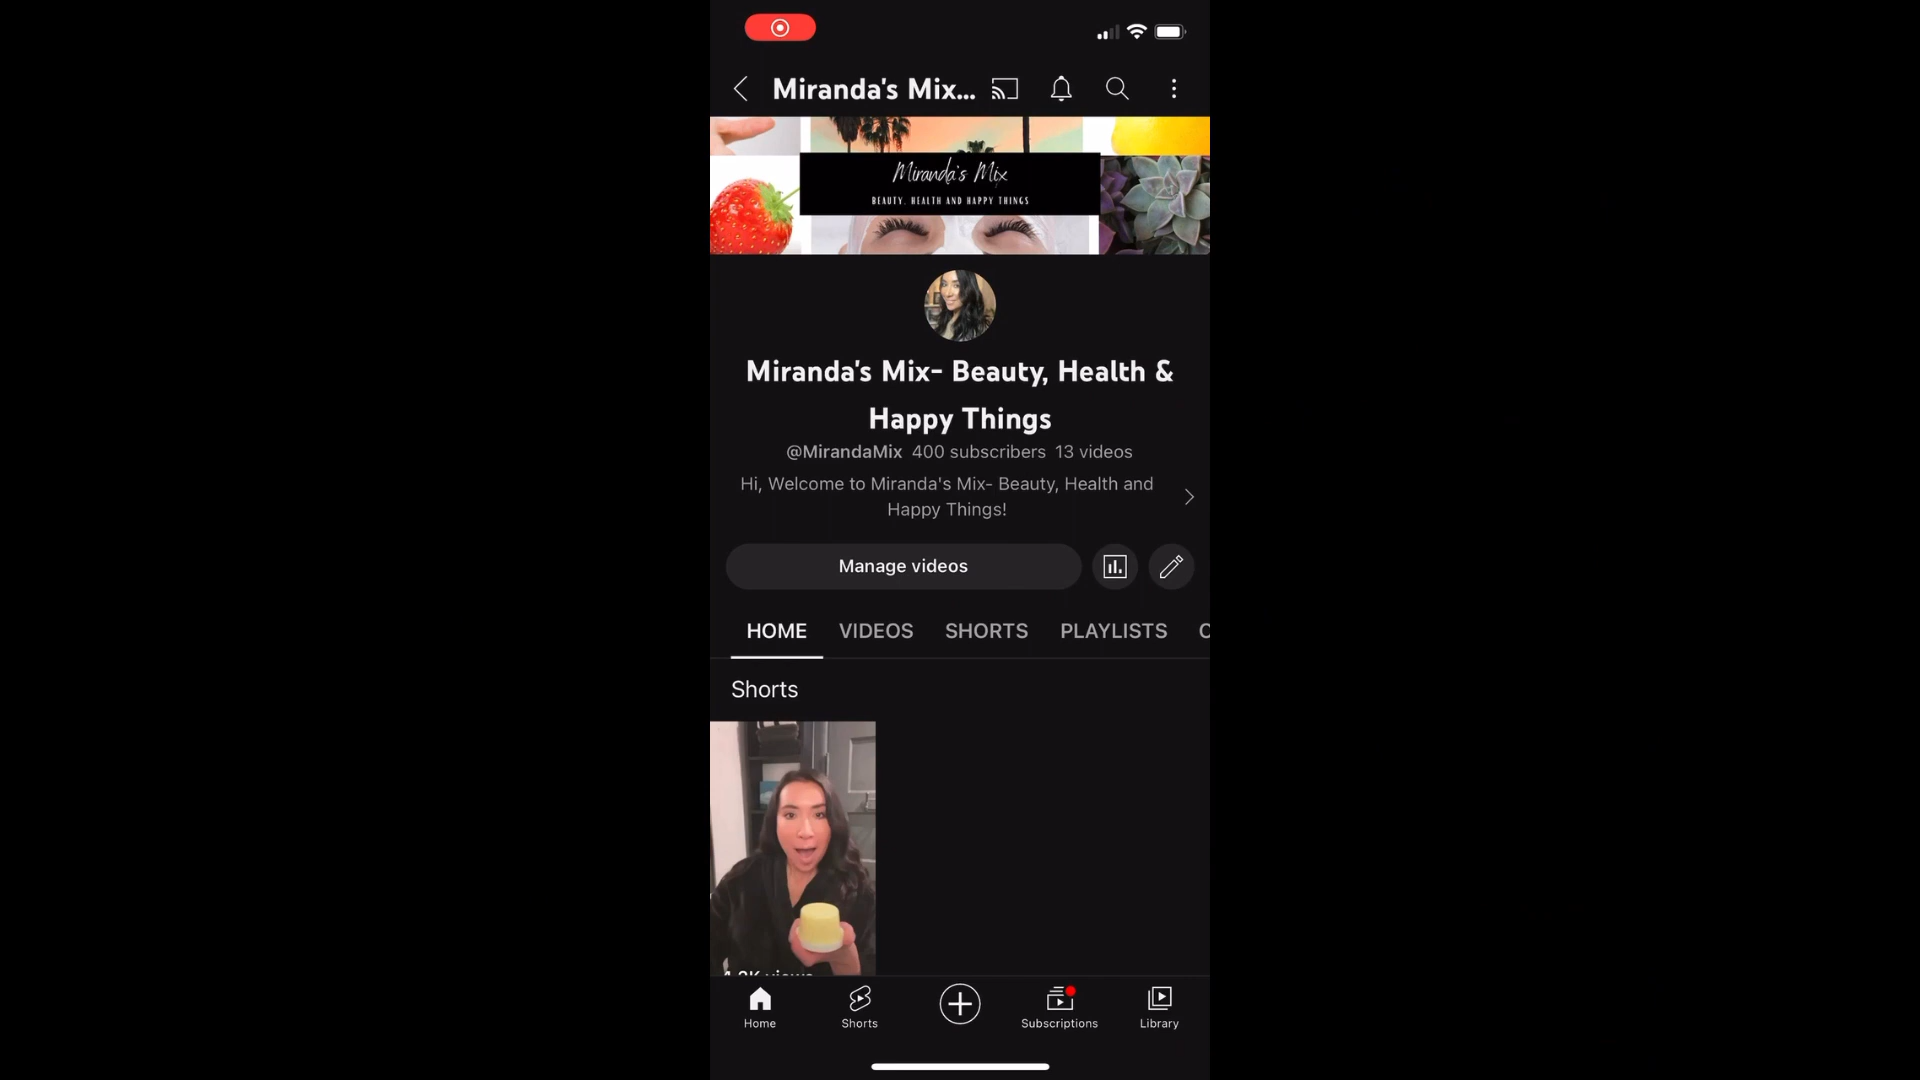 Miranda's Mix...
Miranda's Mix
BEAUTY, HEALTH AND HAPPY THINGS
Miranda's Mix- Beauty, Health &
Happy Things
@MirandaMix 400 subscribers 13 videos
Hi, Welcome to Miranda's Mix- Beauty, Health and
Happy Things!
Manage videos
HOME VIDEOS SHORTS PLAYLISTS
Shorts
views
Home Shorts Subscriptions Library